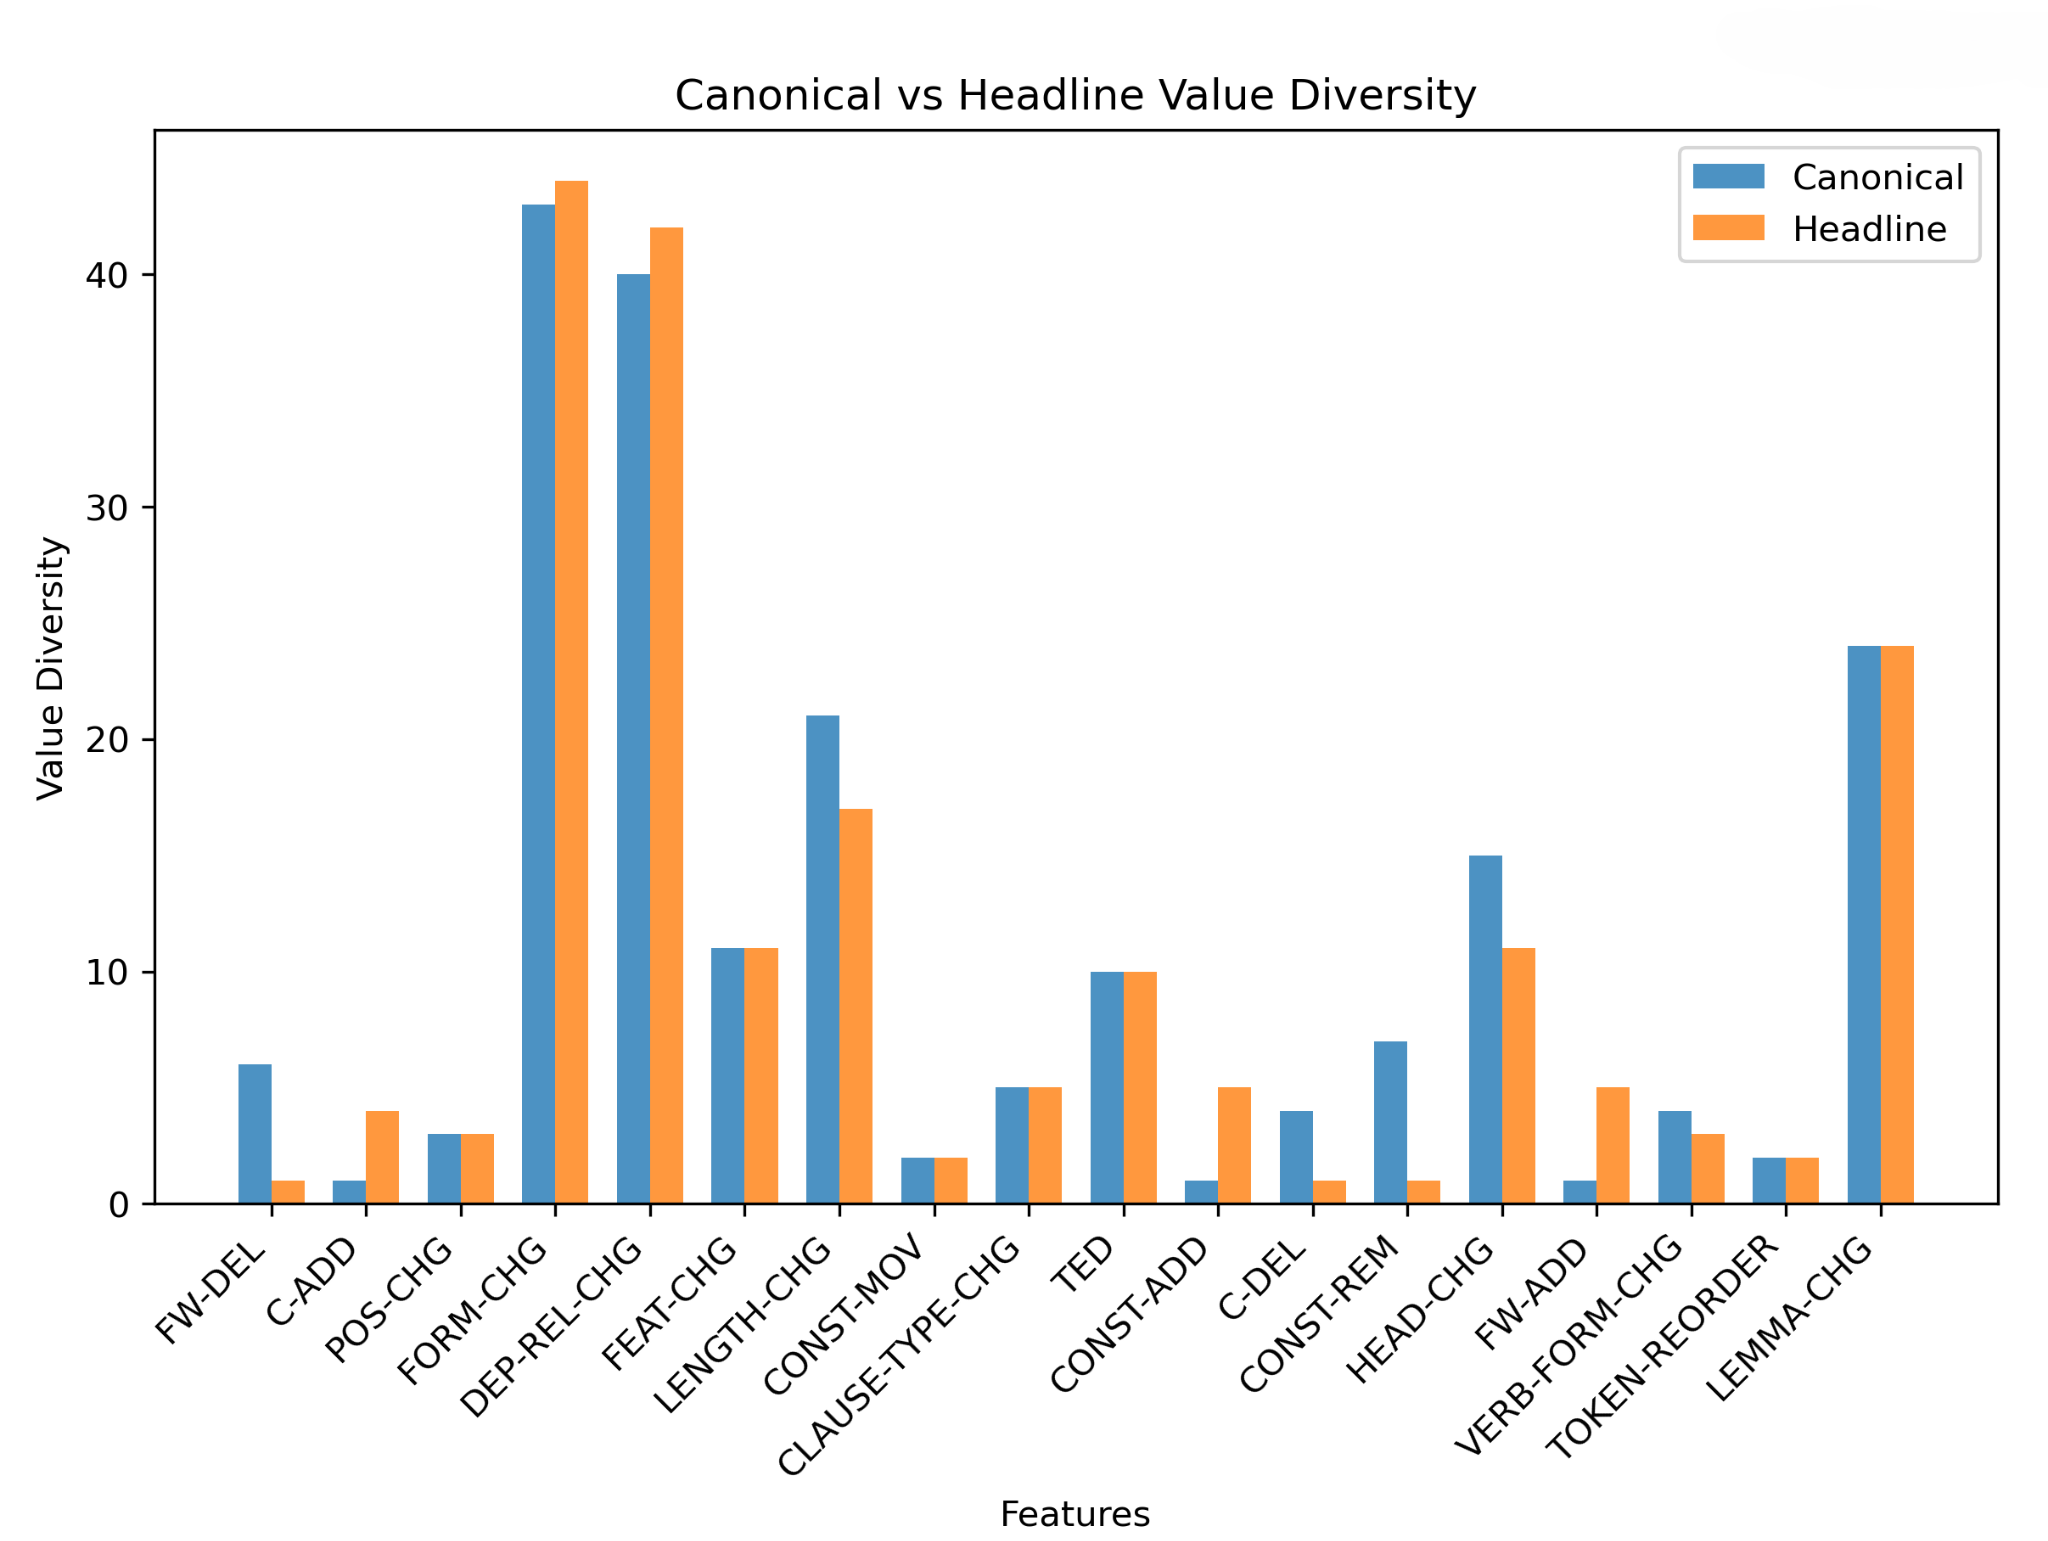 Canonical vs Headline Value Diversity
Canonical
Headline
Value Diversity
40
30
20
10
0
FW-DEL
C-ADD
POS-CHG
FORM-CHG
DEP-REL-CHG
FEAT-CHG
LENGTH-CHG
CONST-MOV
CLAUSE-TYPE-CHG
TED
CONST-ADD
C-DEL
CONST-REM
HEAD-CHG
FW-ADD
VERB-FORM-CHG
TOKEN-REORDER
LEMMA-CHG
Features